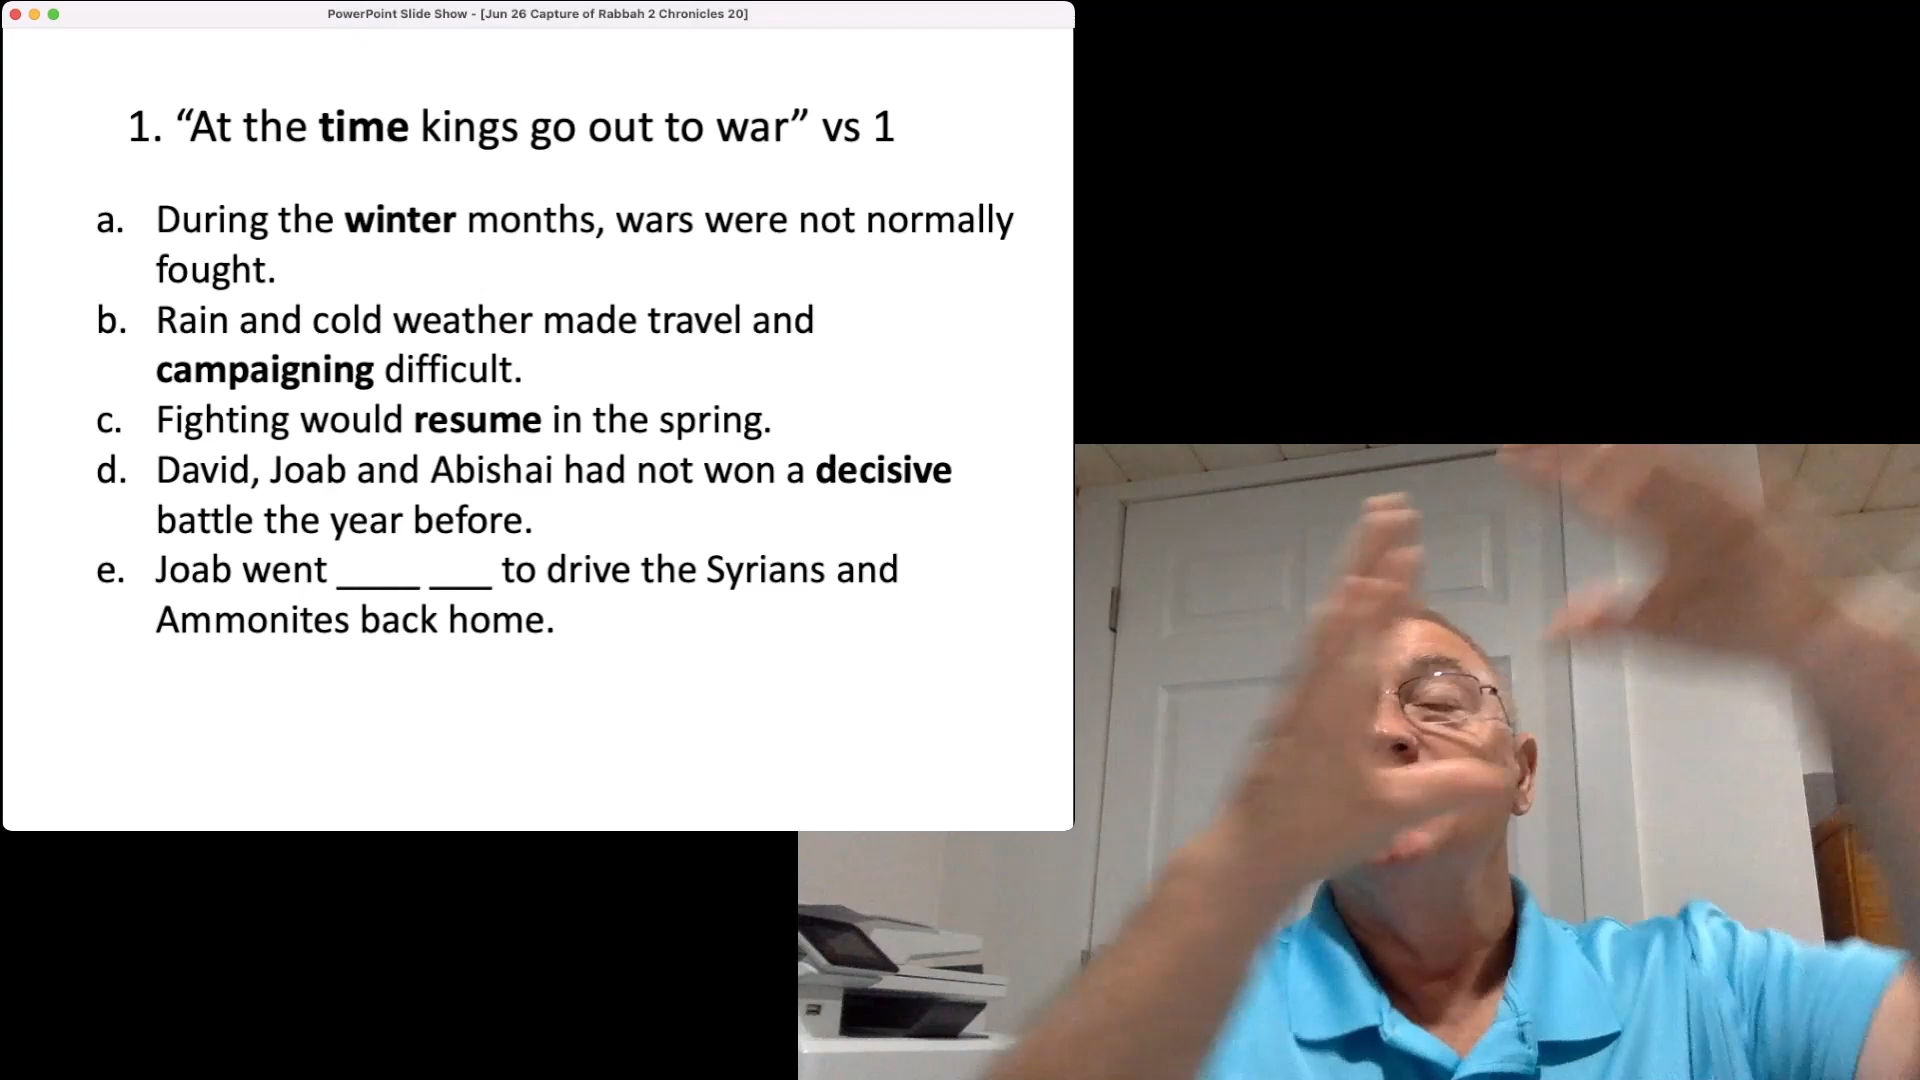 PowerPoint Slide Show - [Jun 26 Capture of Rabbah 2 Chronicles 20]
1. “At the time kings go out to war” vs 1
a. During the winter months, wars were not normally
fought.
b. Rain and cold weather made travel and
campaigning difficult.
c. Fighting would resume in the spring.
d. David, Joab and Abishai had not won a decisive
battle the year before.
e. Joab went ____ ___ to drive the Syrians and
Ammonites back home.